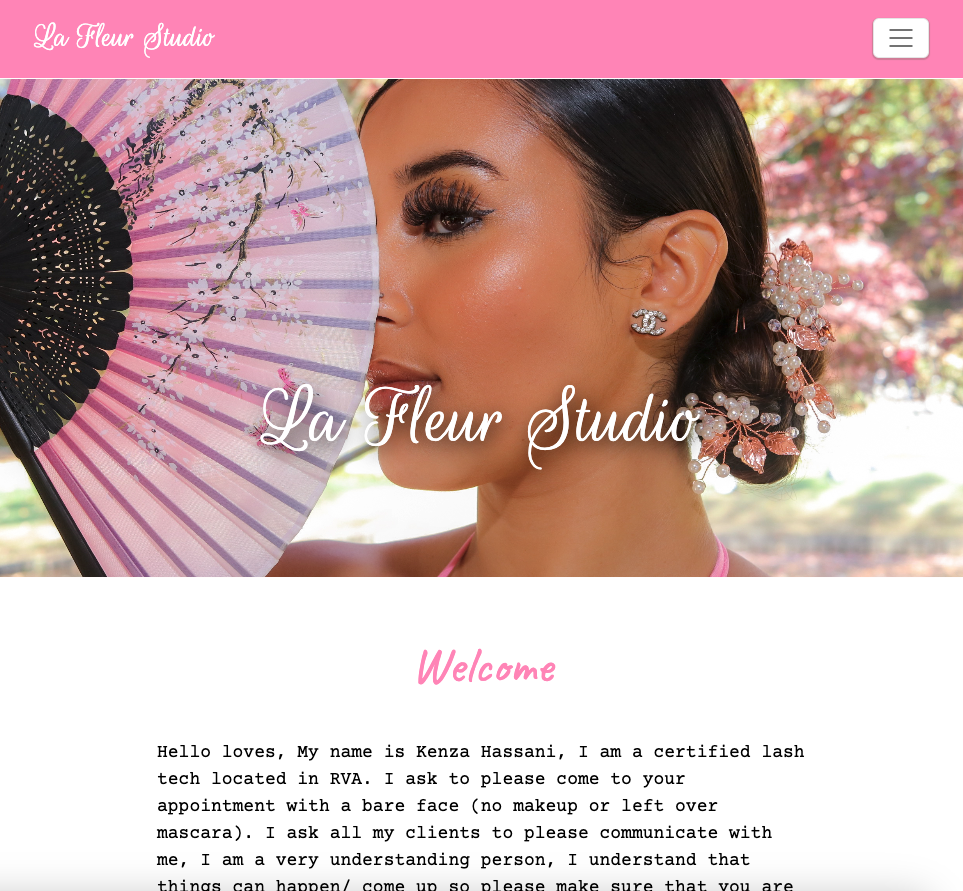 La Fleur Studio
La Fleur Studio
Welcome
Hello loves, My name is Kenza Hassani, I am a certified lash
tech located in RVA. I ask to please come to your
appointment with a bare face (no makeup or left over
mascara). I ask all my clients to please communicate with
me, I am a very understanding person, I understand that
things can happen/ come up so please make sure that you are